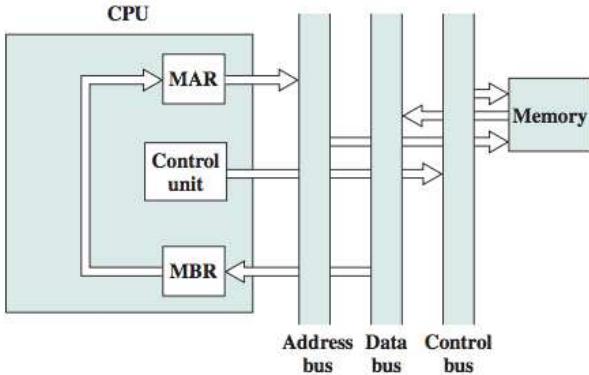 CPU
MAR
Memory
Control
unit
MBR
Address
bus
Data
bus
Control
bus